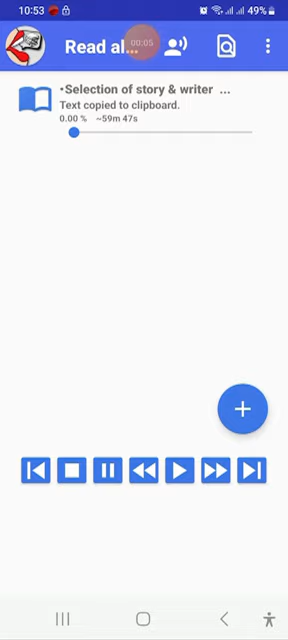 10:53
49%
Read al...
00:05
•Selection of story & writer ...
Text copied to clipboard.
0.00 % ~59m 47s